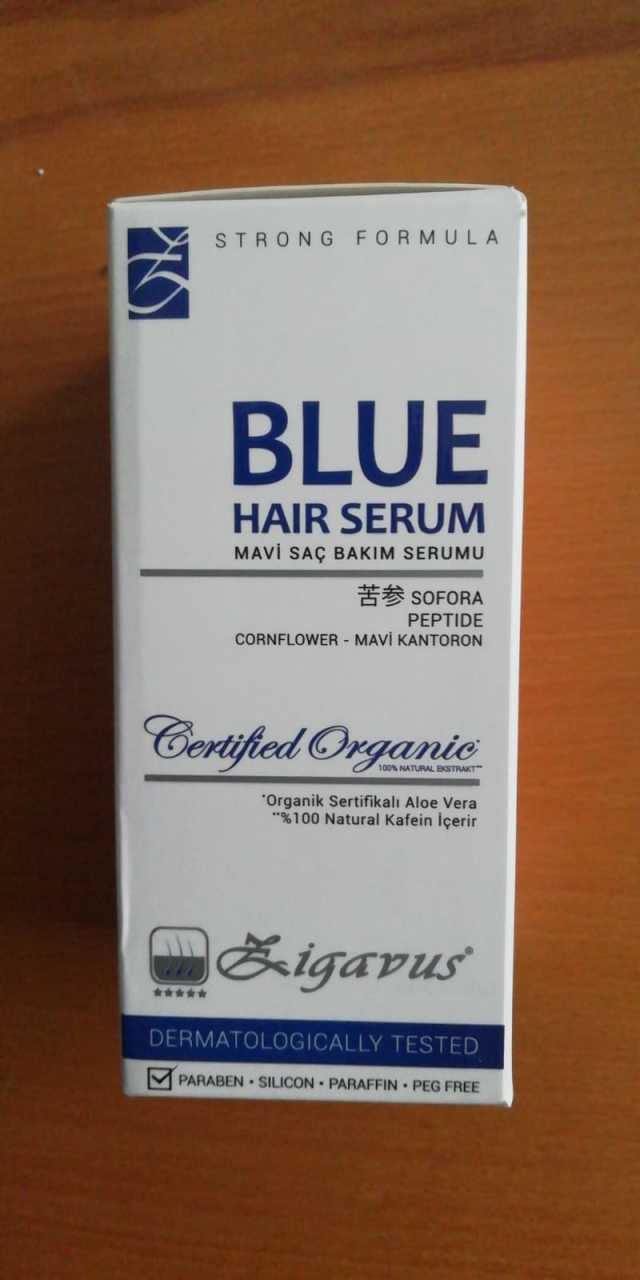 STRONG FORMULA
BLUE
HAIR SERUM
MAVİ SAÇ BAKIM SERUMU
苦参 SOFORA
PEPTIDE
CORNFLOWER - MAVİ KANTORON
Certified Organic*
100% NATURAL EKSTRAKT**
*Organik Sertifikalı Aloe Vera
**%100 Natural Kafein İçerir
Zigavus®
DERMATOLOGICALLY TESTED
PARABEN • SILICON • PARAFFIN • PEG FREE